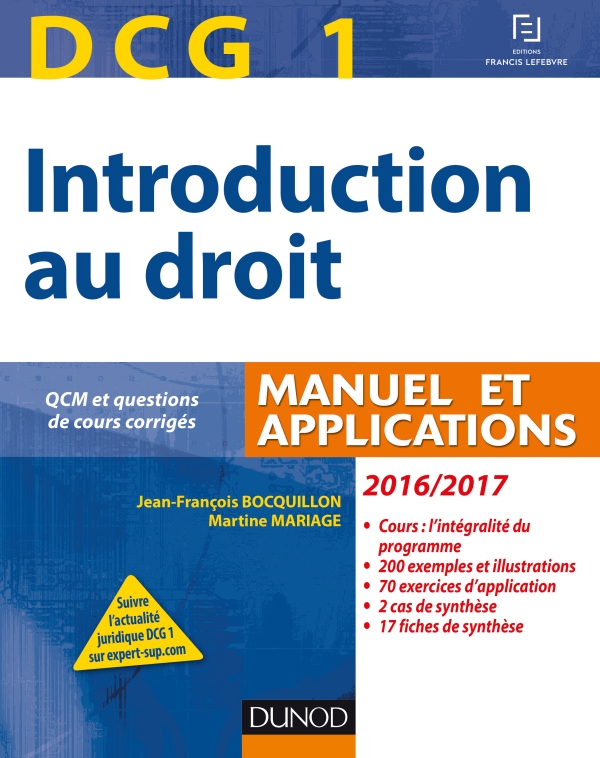 DCG 1
EDITIONS
FRANCIS LEFEBVRE
Introduction
au droit
QCM et questions
de cours corrigés
MANUEL ET
APPLICATIONS
Jean-François BOCQUILLON
Martine MARIAGE
2016/2017
• Cours : l'intégralité du
programme
• 200 exemples et illustrations
• 70 exercices d'application
• 2 cas de synthèse
• 17 fiches de synthèse
Suivre
l'actualité
juridique DCG 1
sur expert-sup.com
DUNOD